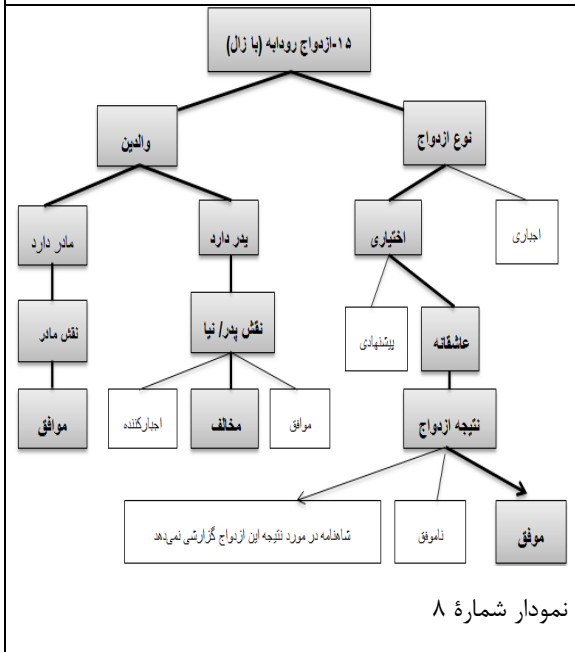 ۱۵-ازدواج رودابه (با زال)
نوع ازدواج
والدین
اجباری
اختیاری
پدر دارد
مادر دارد
عاشقانه
پیشنهادی
نقش پدر/ نیا
نقش مادر
نتیجه ازدواج
موافق
مخالف
اجبارکننده
موافق
موفق
ناموفق
شاهنامه در مورد نتیجه این ازدواج گزارشی نمی‌دهد
نمودار شمارۀ ۸